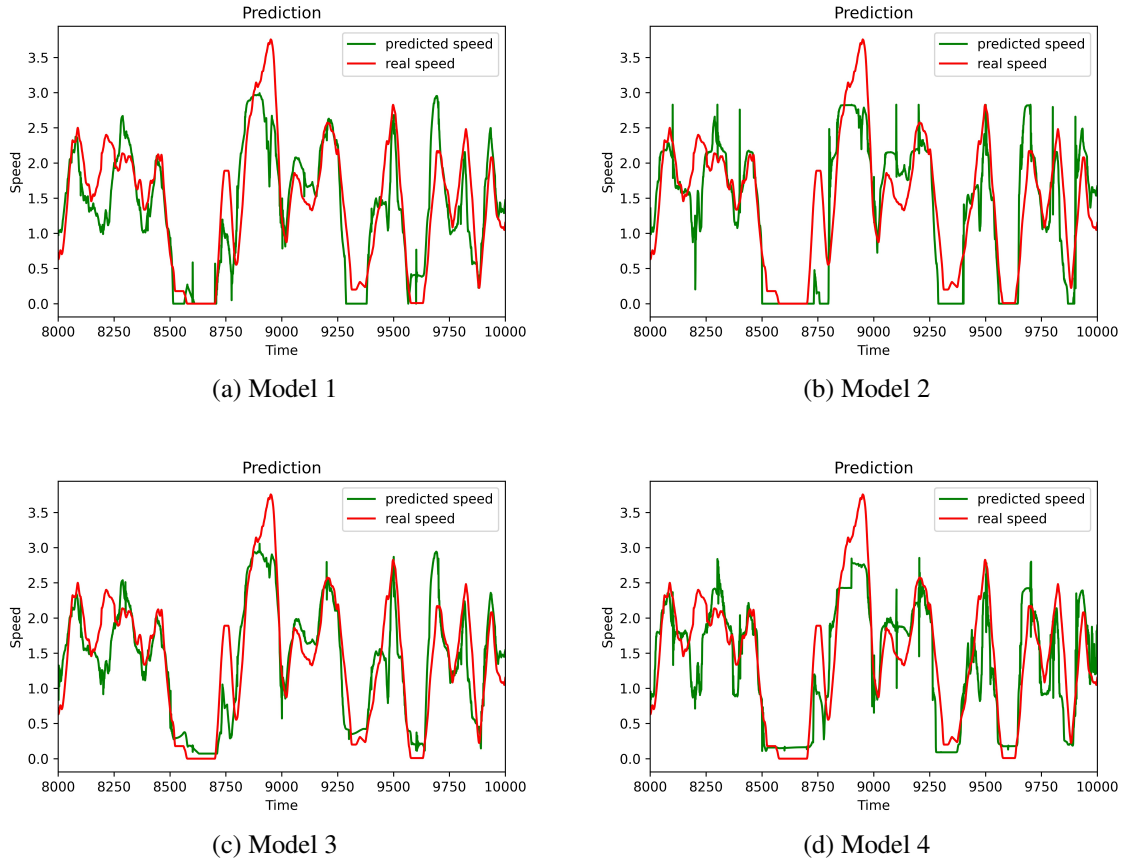 Prediction
Prediction
predicted speed
real speed
predicted speed
real speed
Speed
Speed
3.5
3.0
2.5
2.0
1.5
1.0
0.5
0.0
3.5
3.0
2.5
2.0
1.5
1.0
0.5
0.0
8000 8250 8500 8750 9000 9250 9500 9750 10000
8000 8250 8500 8750 9000 9250 9500 9750 10000
Time
Time
(a) Model 1
(b) Model 2
Prediction
Prediction
predicted speed
real speed
predicted speed
real speed
Speed
Speed
3.5
3.0
2.5
2.0
1.5
1.0
0.5
0.0
3.5
3.0
2.5
2.0
1.5
1.0
0.5
0.0
8000 8250 8500 8750 9000 9250 9500 9750 10000
8000 8250 8500 8750 9000 9250 9500 9750 10000
Time
Time
(c) Model 3
(d) Model 4